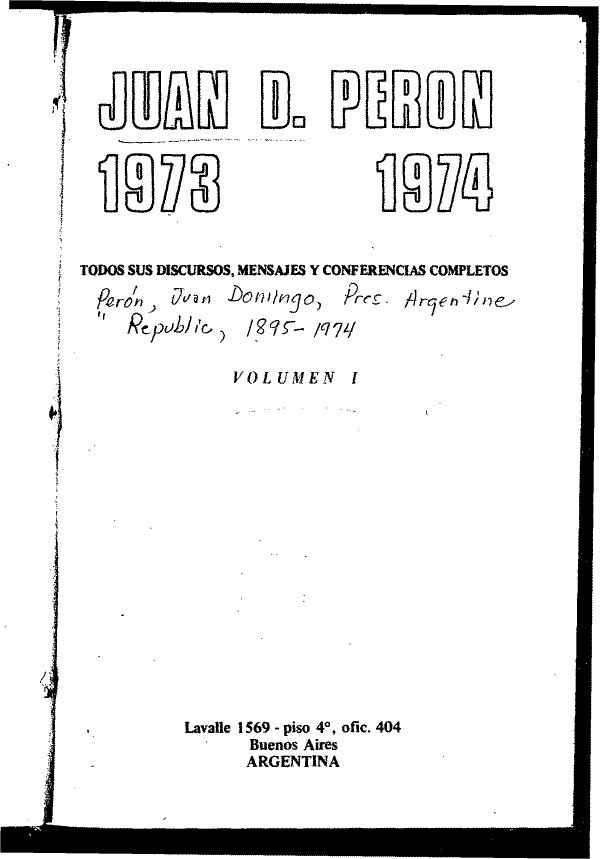 JUAN D. PERON
1973 1974
TODOS SUS DISCURSOS, MENSAJES Y CONFERENCIAS COMPLETOS
Perón, Juan Domingo, Pres. Argentine
" Republic, 1895-1974
VOLUMEN I
Lavalle 1569 - piso 4°, ofic. 404
Buenos Aires
ARGENTINA